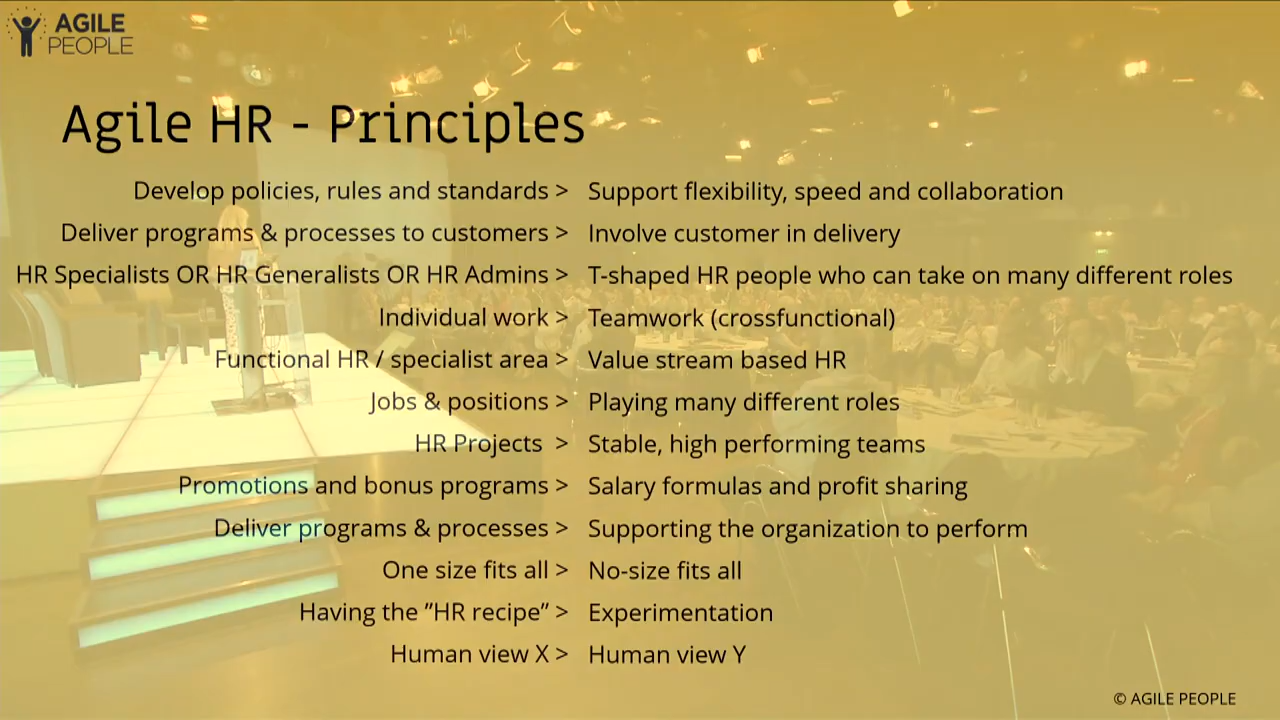 AGILE
PEOPLE
Agile HR - Principles
Develop policies, rules and standards > Support flexibility, speed and collaboration
Deliver programs & processes to customers > Involve customer in delivery
HR Specialists OR HR Generalists OR HR Admins > T-shaped HR people who can take on many different roles
Individual work > Teamwork (crossfunctional)
Functional HR / specialist area > Value stream based HR
Jobs & positions > Playing many different roles
HR Projects > Stable, high performing teams
Promotions and bonus programs > Salary formulas and profit sharing
Deliver programs & processes > Supporting the organization to perform
One size fits all > No-size fits all
Having the ”HR recipe” > Experimentation
Human view X > Human view Y
© AGILE PEOPLE